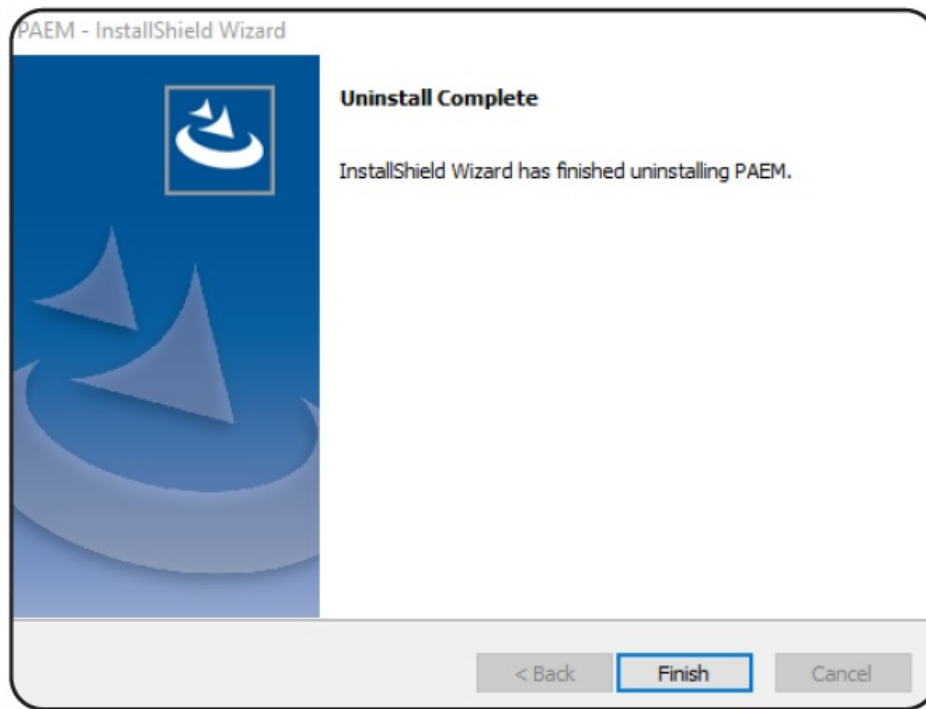 PAEM - InstallShield Wizard
Uninstall Complete
InstallShield Wizard has finished uninstalling PAEM.
< Back
Finish
Cancel